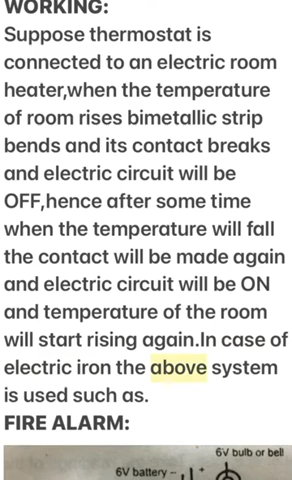 WORKING:
Suppose thermostat is
connected to an electric room
heater,when the temperature
of room rises bimetallic strip
bends and its contact breaks
and electric circuit will be
OFF,hence after some time
when the temperature will fall
the contact will be made again
and electric circuit will be ON
and temperature of the room
will start rising again.In case of
electric iron the above system
is used such as.
FIRE ALARM:
6V bulb or bell
6V battery - +